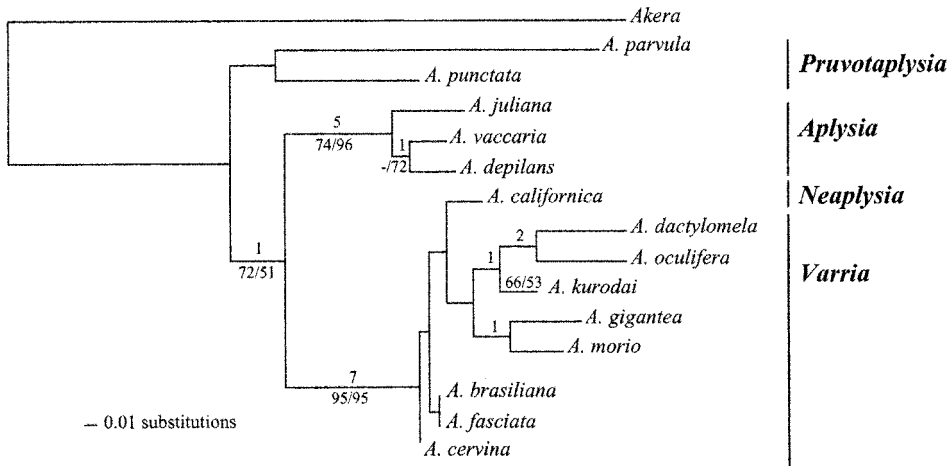 Akera
A. parvula
A. punctata
Pruvotaplysia
A. juliana
5
74/96
A. vaccaria
1
-/72
A. depilans
Aplysia
A. californica
Neaplysia
1
72/51
A. dactylomela
2
A. oculifera
1
66/53
A. kurodai
A. gigantea
1
A. morio
Varria
7
95/95
A. brasiliana
A. fasciata
A. cervina
0.01 substitutions